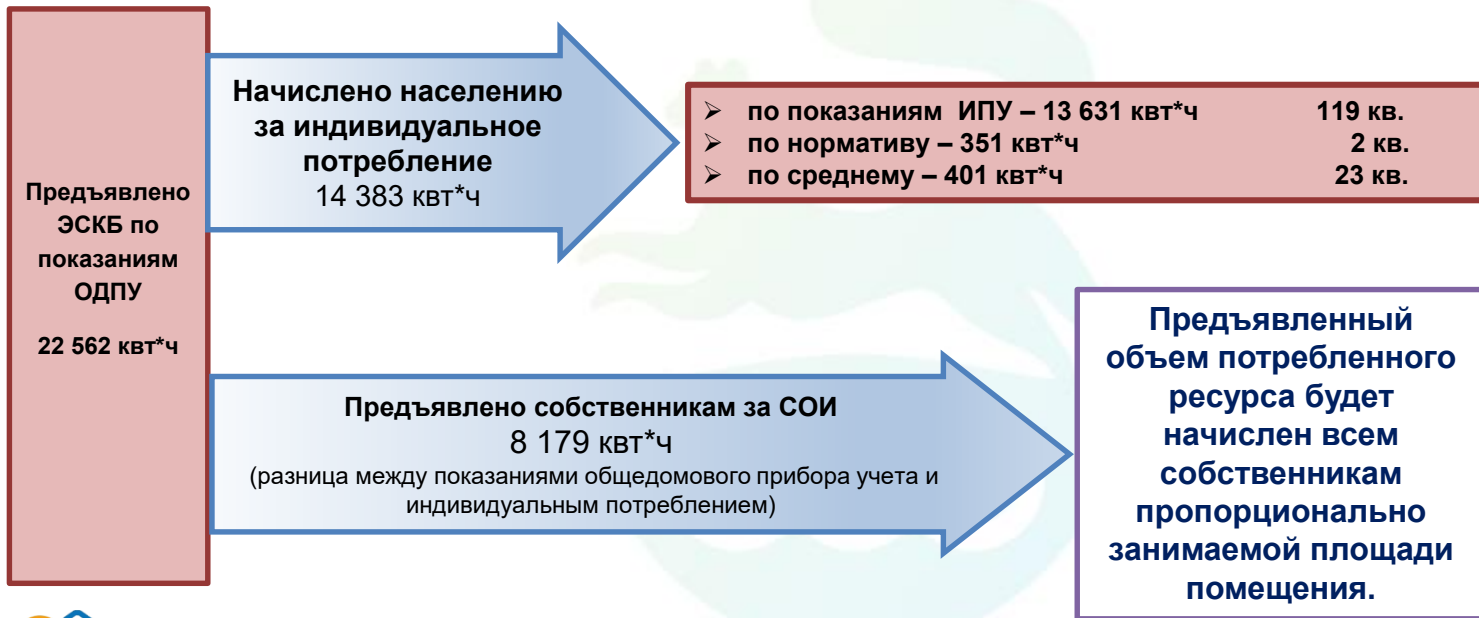 Предъявлено
ЭСКБ по
показаниям
ОДПУ
22 562 квт*ч
Начислено населению
за индивидуальное
потребление
14 383 квт*ч
➢ по показаниям ИПУ – 13 631 квт*ч 119 кв.
➢ по нормативу – 351 квт*ч 2 кв.
➢ по среднему – 401 квт*ч 23 кв.
Предъявлено собственникам за СОИ
8 179 квт*ч
(разница между показаниями общедомового прибора учета и
индивидуальным потреблением)
Предъявленный
объем потребленного
ресурса будет
начислен всем
собственникам
пропорционально
занимаемой площади
помещения.